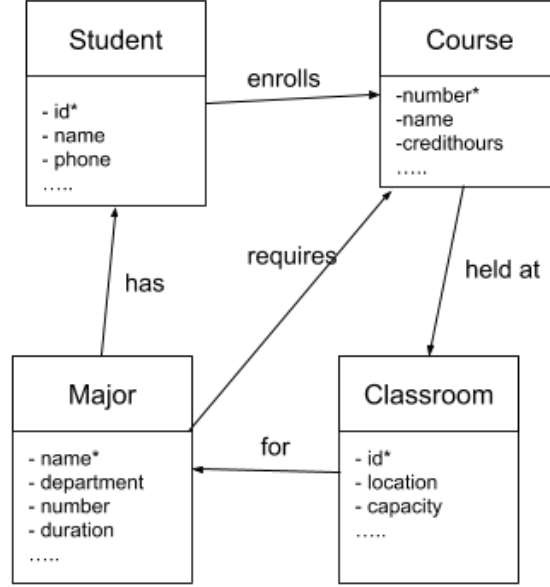 Student
- id*
- name
- phone
…..
enrolls
Course
-number*
-name
-credithours
…..
has
requires
held at
Major
- name*
- department
- number
- duration
…..
for
Classroom
- id*
- location
- capacity
…..